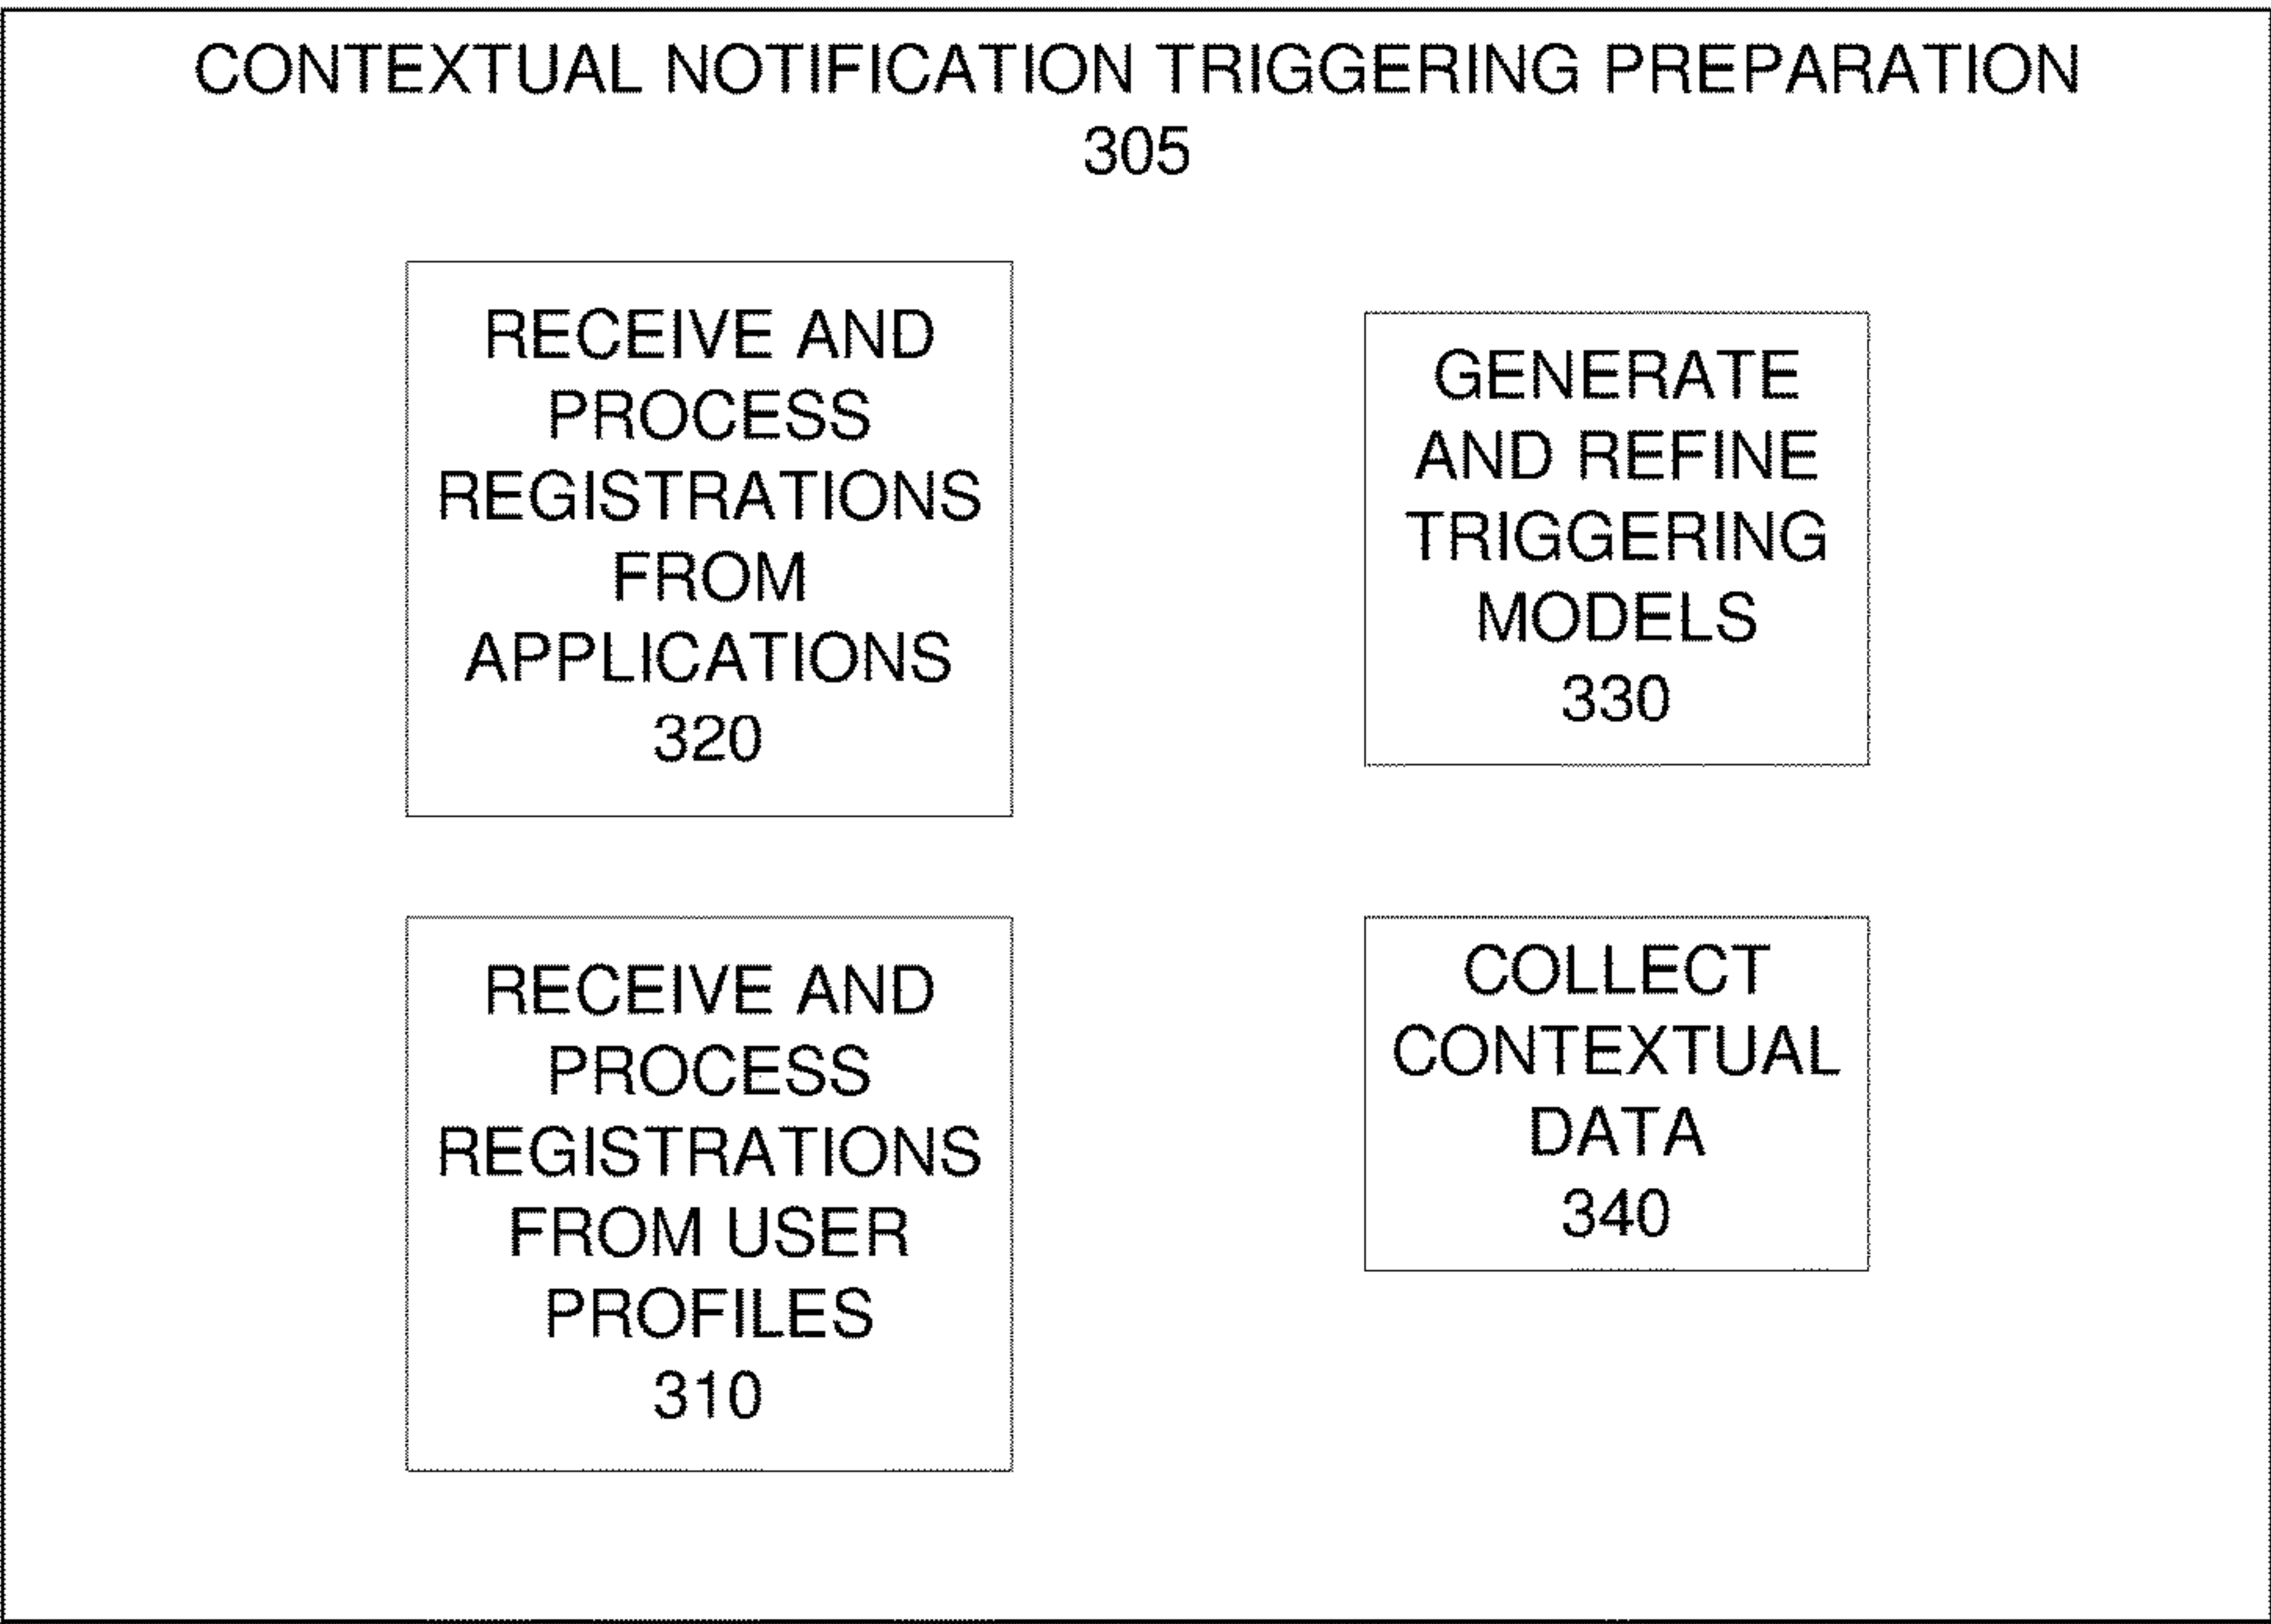 CONTEXTUAL NOTIFICATION TRIGGERING PREPARATION
305
RECEIVE AND
PROCESS
REGISTRATIONS
FROM
APPLICATIONS
320
GENERATE
AND REFINE
TRIGGERING
MODELS
330
RECEIVE AND
PROCESS
REGISTRATIONS
FROM USER
PROFILES
310
COLLECT
CONTEXTUAL
DATA
340